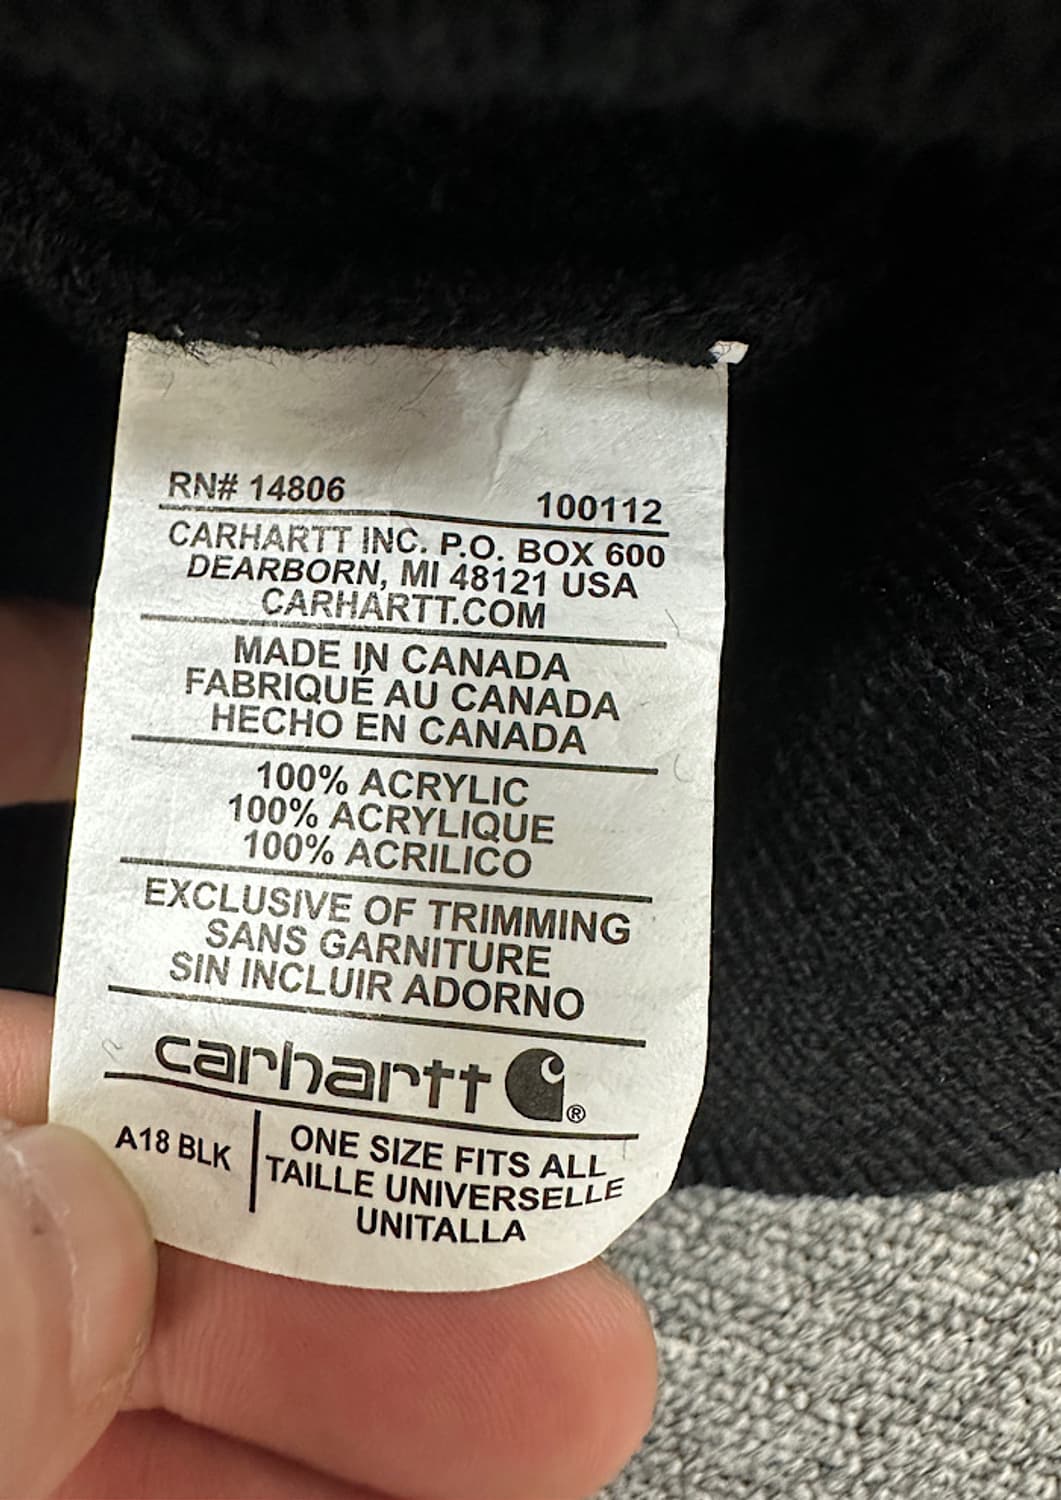 RN# 14806
100112
CARHARTT INC. P.O. BOX 600
DEARBORN, MI 48121 USA
CARHARTT.COM
MADE IN CANADA
FABRIQUÉ AU CANADA
HECHO EN CANADA
100% ACRYLIC
100% ACRYLIQUE
100% ACRILICO
EXCLUSIVE OF TRIMMING
SANS GARNITURE
SIN INCLUIR ADORNO
carhartt ®
A18 BLK
ONE SIZE FITS ALL
TAILLE UNIVERSELLE
UNITALLA